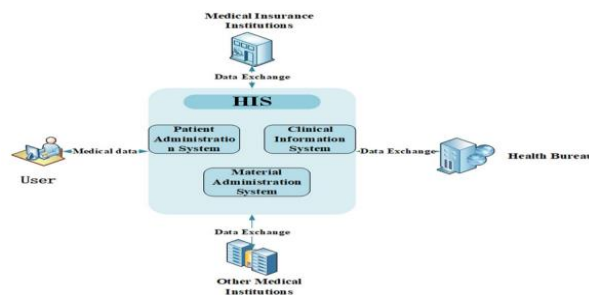 Medical Insurance
Institutions
Data Exchange
HIS
Patient
Administratio
n System
Clinical
Information
System
Medical data
Data Exchange
User
Health Bureau
Material
Administration
System
Data Exchange
Other Medical
Institutions